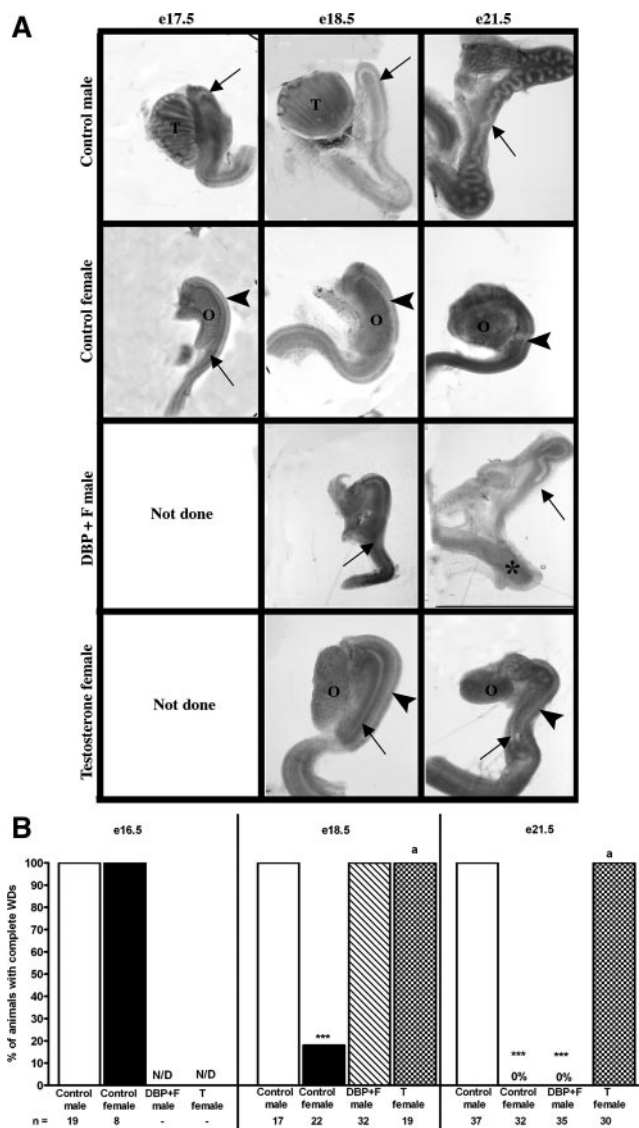 A
e17.5 e18.5 e21.5
Control male
T
T
Control female
O
O
O
DBP + F male
Not done
*
Testosterone female
Not done
O
O
B
e16.5 e18.5 e21.5
% of animals with complete WDs
100
90
80
70
60
50
40
30
20
10
0
a a
***
*** ***
N/D N/D 0% 0%
Control male Control female DBP+F male T female Control male Control female DBP+F male T female Control male Control female DBP+F male T female
n = 19 8 - - 17 22 32 19 37 32 35 30